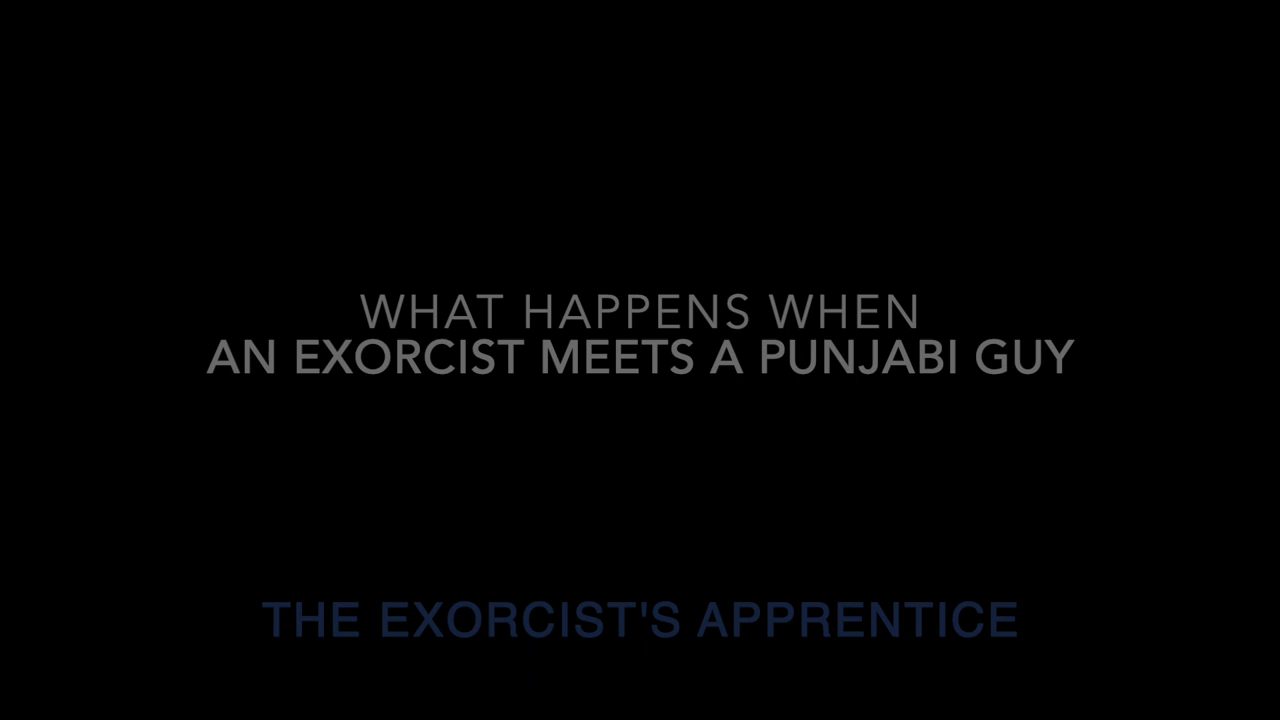 WHAT HAPPENS WHEN
AN EXORCIST MEETS A PUNJABI GUY
THE EXORCIST'S APPRENTICE